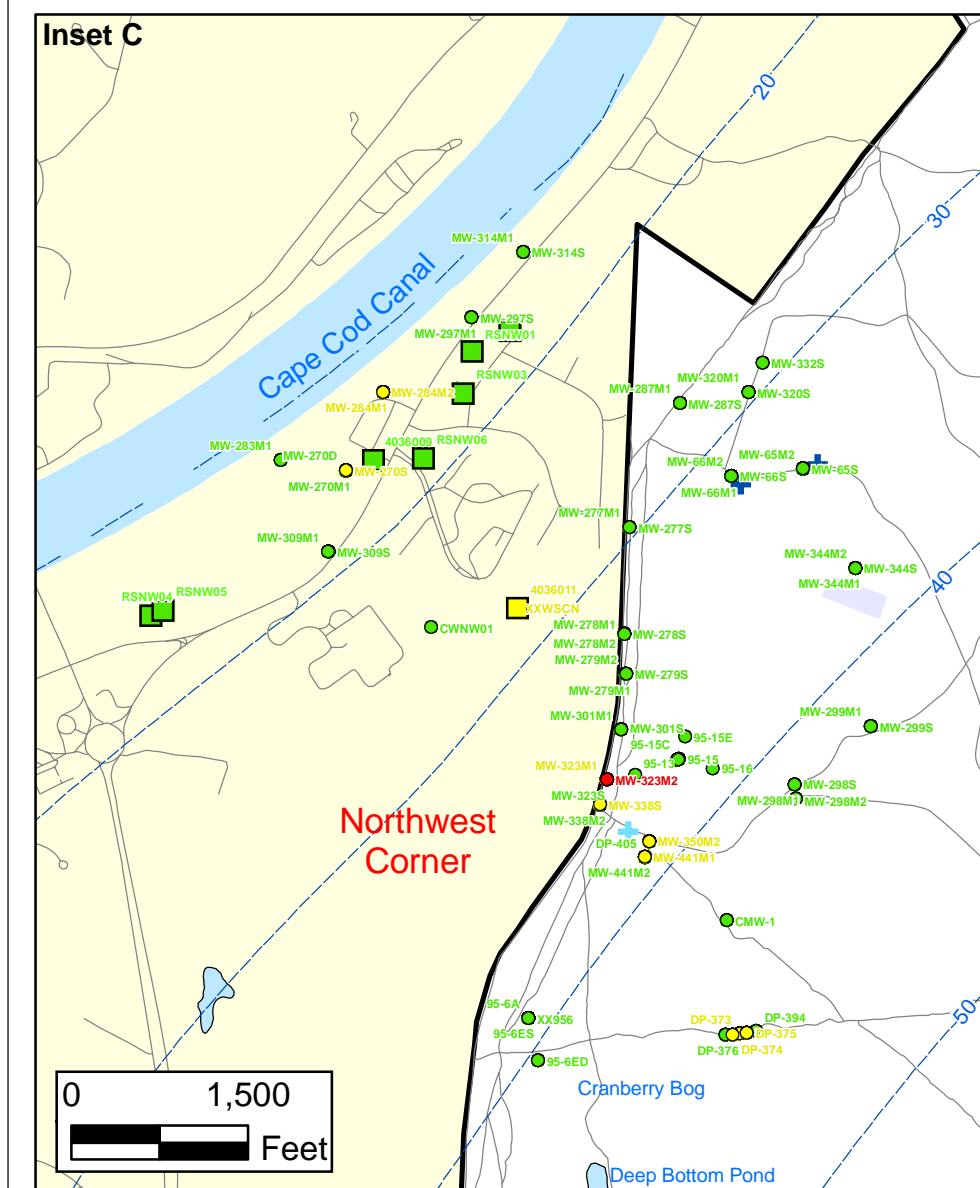 Inset C
20
30
MW-314M1
MW-314S
Cape Cod Canal
MW-297S
MW-297M1
RSNW01
RSNW03
MW-332S
MW-320M1
MW-320S
MW-287M1
MW-287S
MW-284M2
MW-284M1
4036009
RSNW06
MW-283M1
MW-270D
MW-270S
MW-270M1
MW-66M2
MW-65M2
MW-66S
MW-65S
MW-66M1
MW-277M1
MW-277S
MW-309M1
MW-309S
MW-344M2
MW-344S
MW-344M1
40
RSNW04
RSNW05
4036011
XXWSCN
CWNW01
MW-278M1
MW-278S
MW-278M2
MW-279M2
MW-279S
MW-279M1
MW-301M1
MW-301S
95-15E
95-15C
95-15
95-13
95-16
MW-299M1
MW-299S
MW-323M1
MW-323M2
MW-323S
MW-298S
MW-298M1
MW-298M2
MW-338S
MW-338M2
Northwest
Corner
DP-405
MW-350M2
MW-441M1
MW-441M2
CMW-1
95-6A
XX956
95-6ES
95-6ED
DP-373
DP-394
DP-375
DP-376
DP-374
50
Cranberry Bog
Deep Bottom Pond
0
1,500
Feet